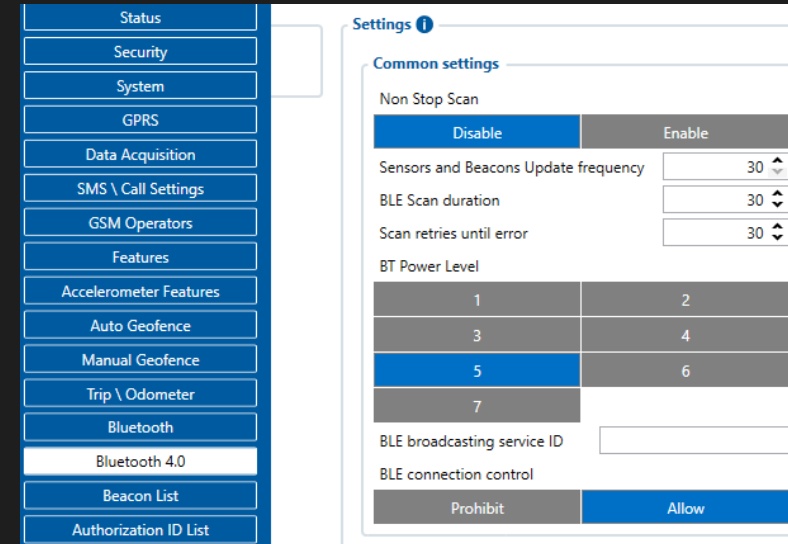 Status
Security
System
GPRS
Data Acquisition
SMS \ Call Settings
GSM Operators
Features
Accelerometer Features
Auto Geofence
Manual Geofence
Trip \ Odometer
Bluetooth
Bluetooth 4.0
Beacon List
Authorization ID List
Settings i
Common settings
Non Stop Scan
Disable Enable
Sensors and Beacons Update frequency 30
BLE Scan duration 30
Scan retries until error 30
BT Power Level
1 2
3 4
5 6
7
BLE broadcasting service ID
BLE connection control
Prohibit Allow